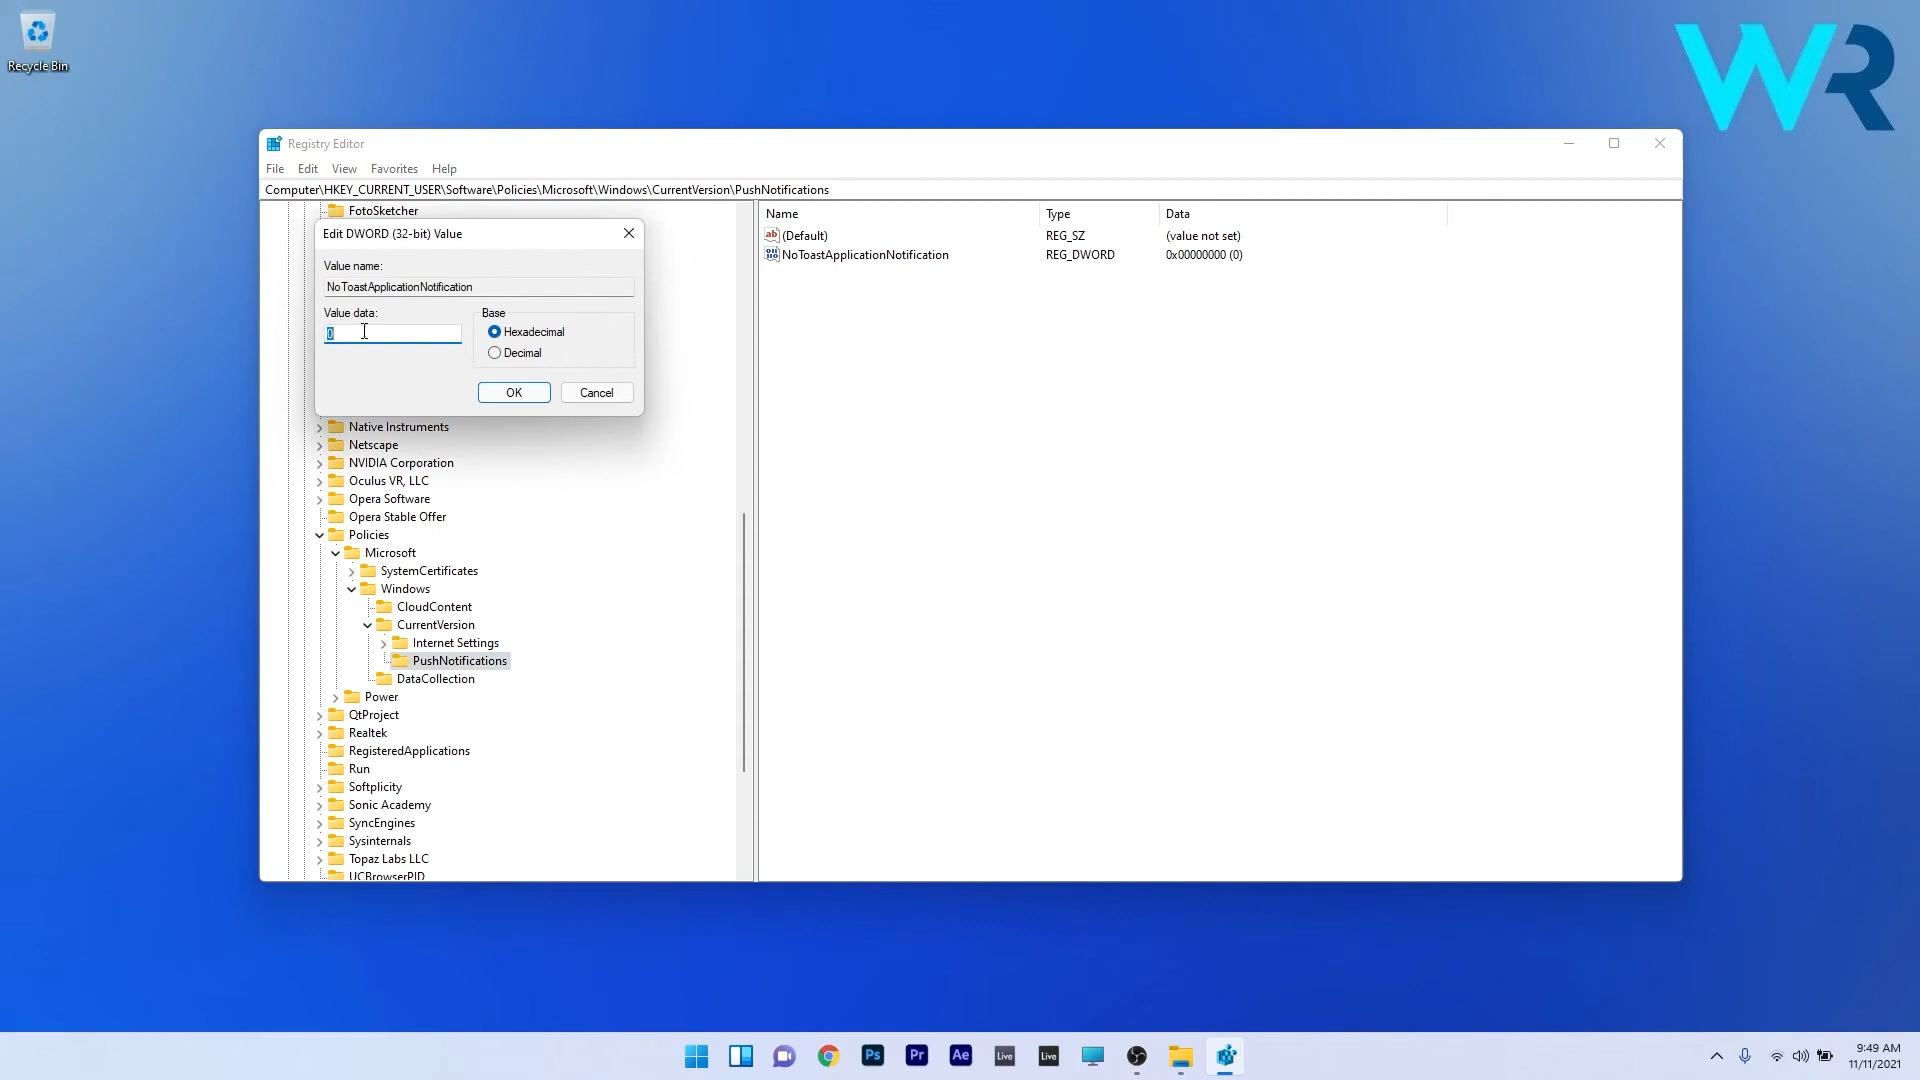 Recycle Bin
WR
Registry Editor
File Edit View Favorites Help
Computer\HKEY_CURRENT_USER\Software\Policies\Microsoft\Windows\CurrentVersion\PushNotifications
FotoSketcher
Edit DWORD (32-bit) Value
Value name:
NoToastApplicationNotification
Value data:
0
Base
Hexadecimal
Decimal
OK
Cancel
Native Instruments
Netscape
NVIDIA Corporation
Oculus VR, LLC
Opera Software
Opera Stable Offer
Policies
Microsoft
SystemCertificates
Windows
CloudContent
CurrentVersion
Internet Settings
PushNotifications
DataCollection
Power
QtProject
Realtek
RegisteredApplications
Run
Softplicity
Sonic Academy
SyncEngines
Sysinternals
Topaz Labs LLC
UCBrowserPID
Name Type Data
(Default) REG_SZ (value not set)
NoToastApplicationNotification REG_DWORD 0x00000000 (0)
Ps
Pr
Ae
Live
Live
9:49 AM
11/11/2021